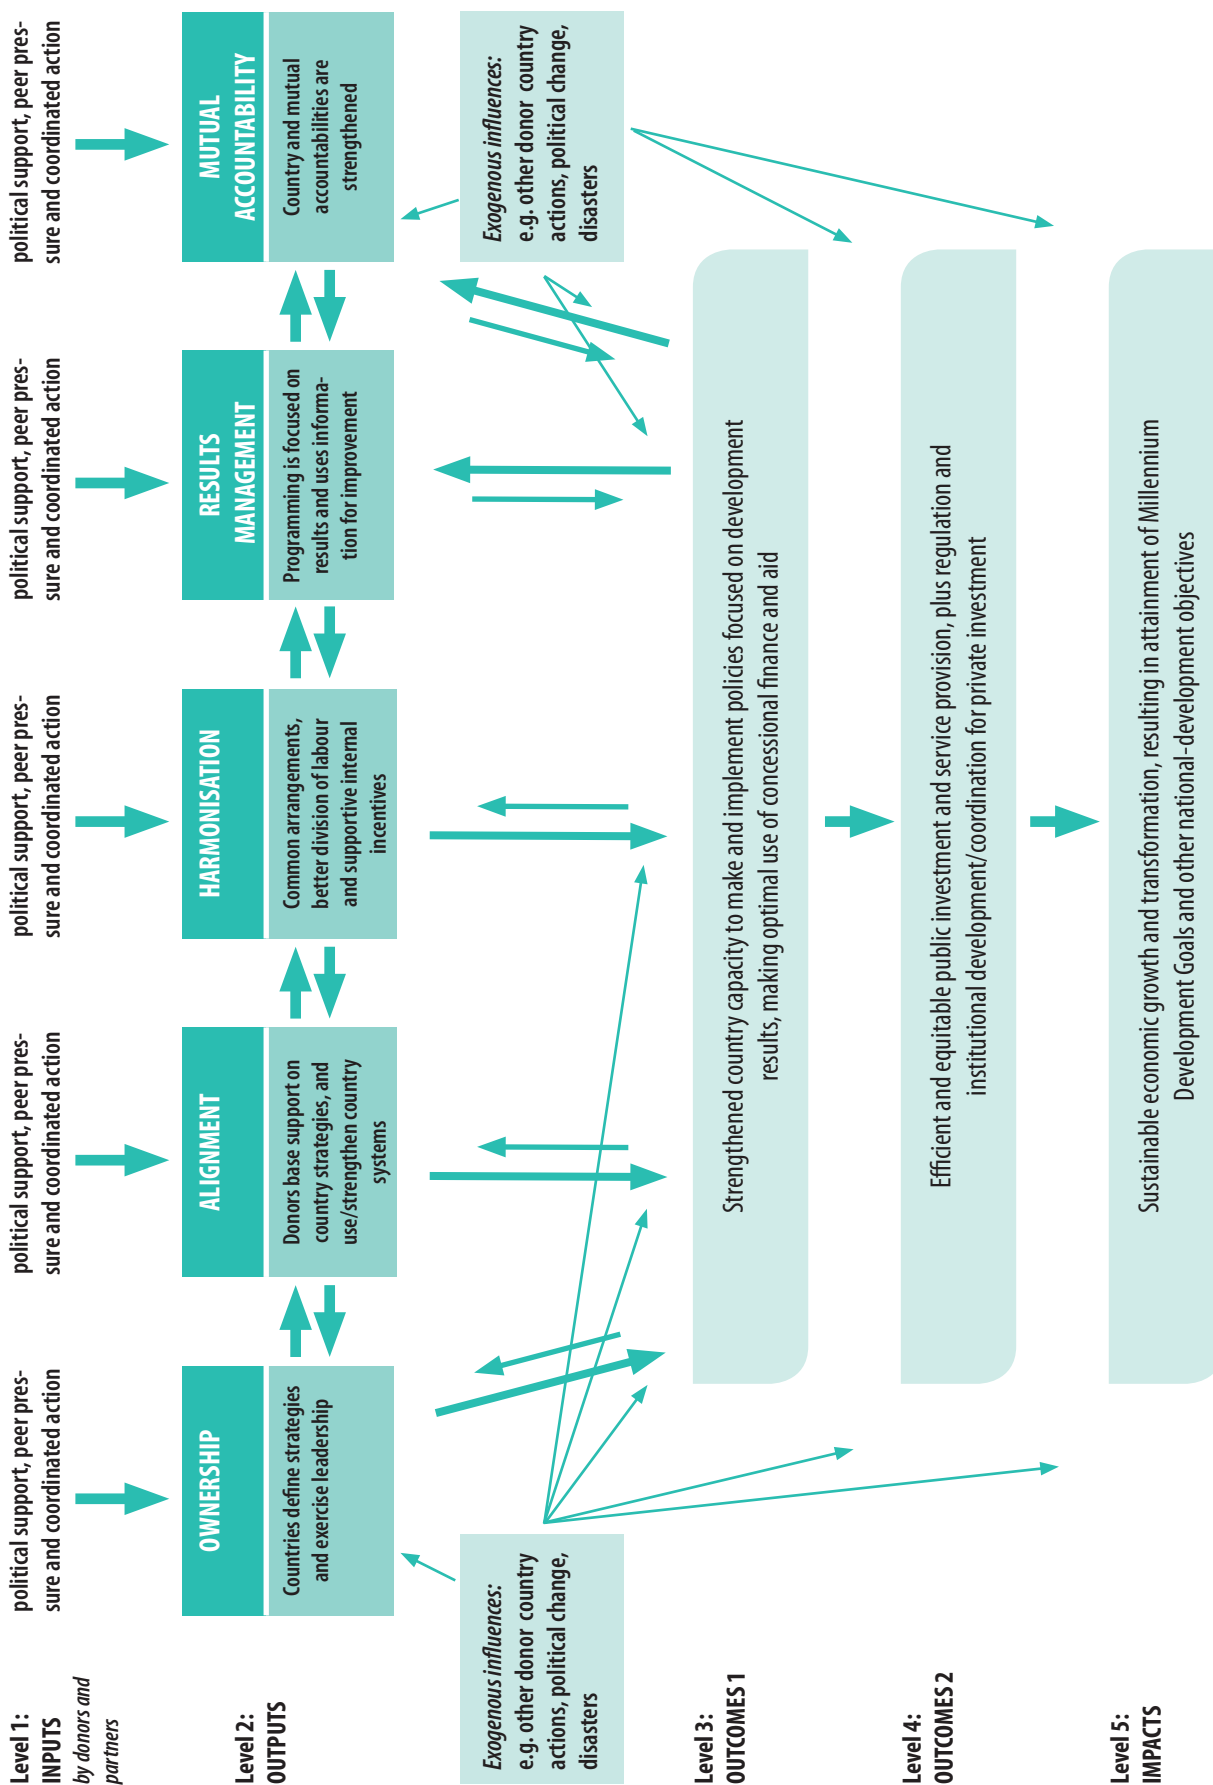 Level 1:
INPUTS
by donors and
partners
political support, peer pres-
sure and coordinated action
political support, peer pres-
sure and coordinated action
political support, peer pres-
sure and coordinated action
political support, peer pres-
sure and coordinated action
political support, peer pres-
sure and coordinated action
Level 2:
OUTPUTS
OWNERSHIP
Countries define strategies
and exercise leadership
ALIGNMENT
Donors base support on
country strategies, and
use/strengthen country
systems
HARMONISATION
Common arrangements,
better division of labour
and supportive internal
incentives
RESULTS
MANAGEMENT
Programming is focused on
results and uses informa-
tion for improvement
MUTUAL
ACCOUNTABILITY
Country and mutual
accountabilities are
strengthened
Exogenous influences:
e.g. other donor country
actions, political change,
disasters
Exogenous influences:
e.g. other donor country
actions, political change,
disasters
Level 3:
OUTCOMES 1
Strengthened country capacity to make and implement policies focused on development
results, making optimal use of concessional finance and aid
Level 4:
OUTCOMES 2
Efficient and equitable public investment and service provision, plus regulation and
institutional development/coordination for private investment
Level 5:
IMPACTS
Sustainable economic growth and transformation, resulting in attainment of Millennium
Development Goals and other national-development objectives